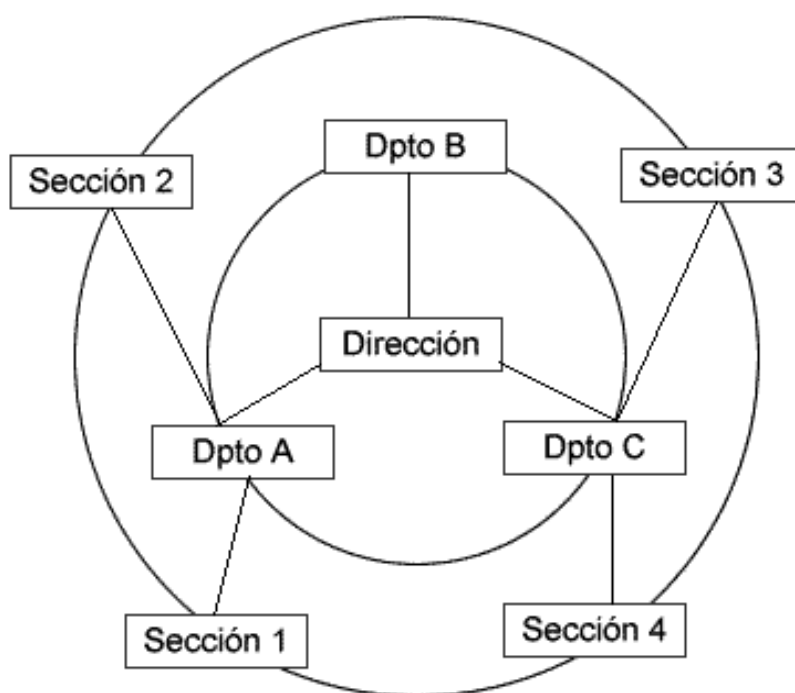 Dpto B
Sección 2
Sección 3
Dirección
Dpto A
Dpto C
Sección 1
Sección 4